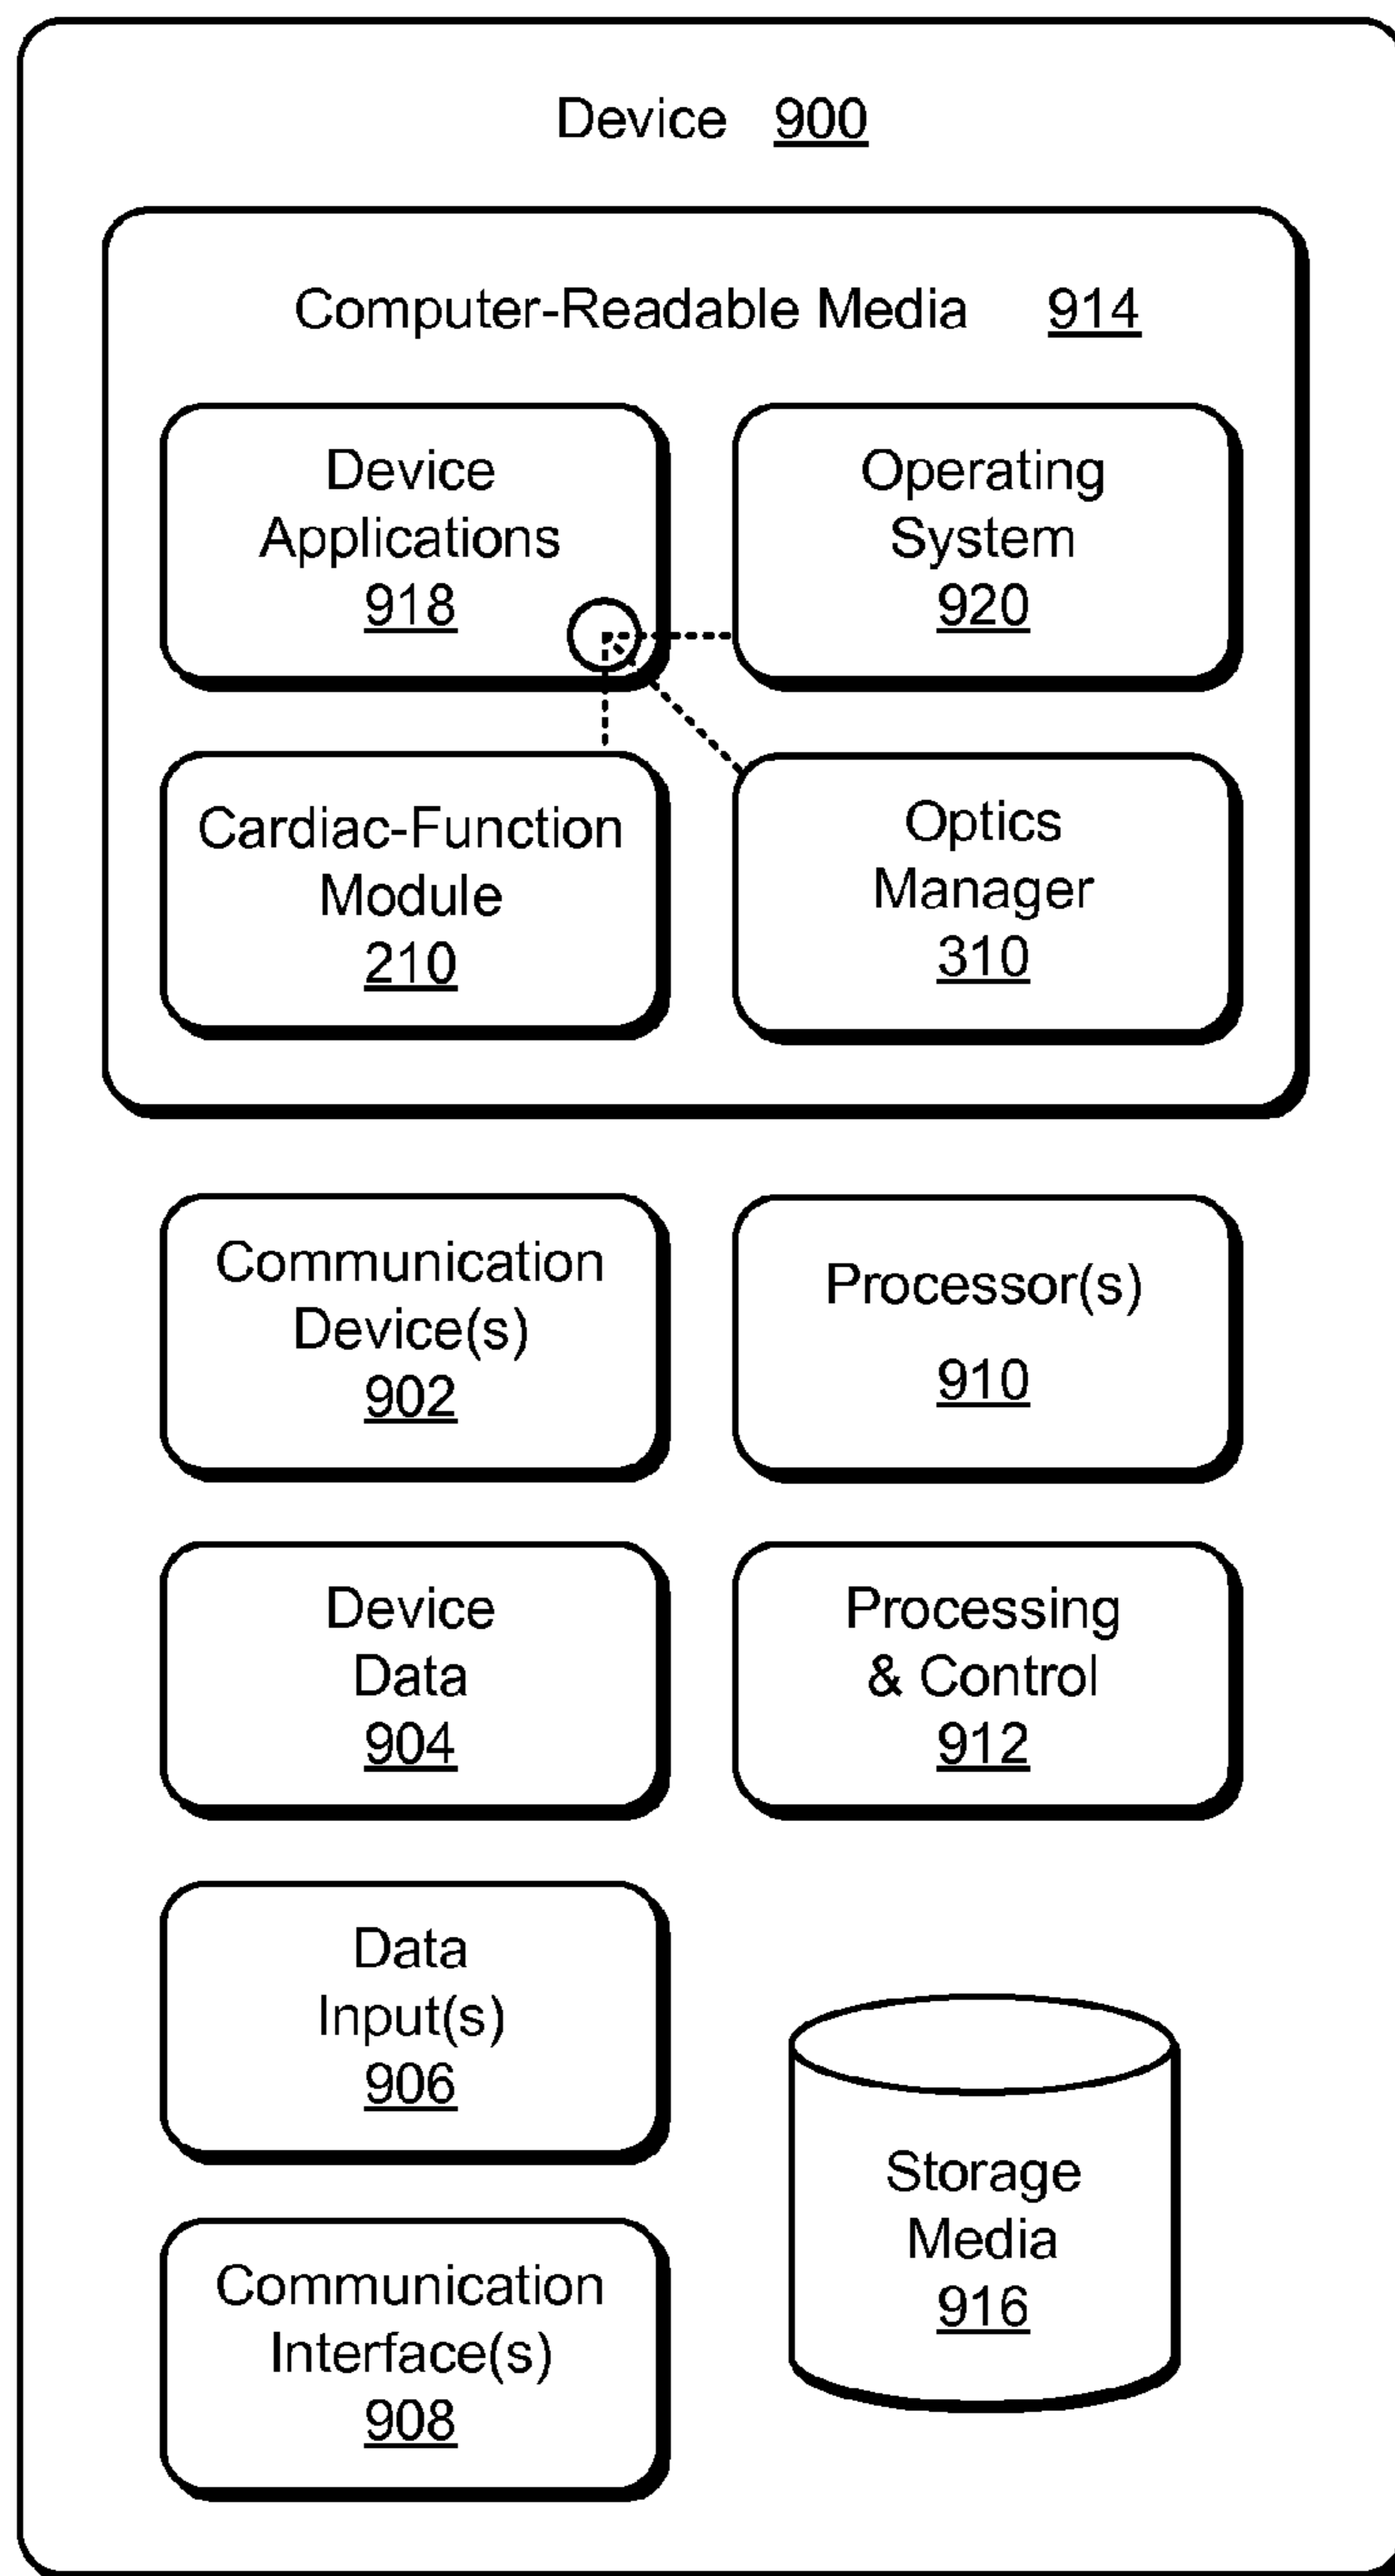 Device 900
Computer-Readable Media 914
Device
Applications
918
Operating
System
920
Cardiac-Function
Module
210
Optics
Manager
310
Communication
Device(s)
902
Processor(s)
910
Device
Data
904
Processing
& Control
912
Data
Input(s)
906
Storage
Media
916
Communication
Interface(s)
908